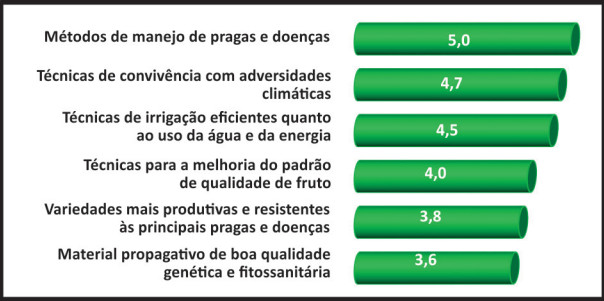 Métodos de manejo de pragas e doenças
5,0
Técnicas de convivência com adversidades
climáticas
4,7
Técnicas de irrigação eficientes quanto
ao uso da água e da energia
4,5
Técnicas para a melhoria do padrão
de qualidade de fruto
4,0
Variedades mais produtivas e resistentes
às principais pragas e doenças
3,8
Material propagativo de boa qualidade
genética e fitossanitária
3,6